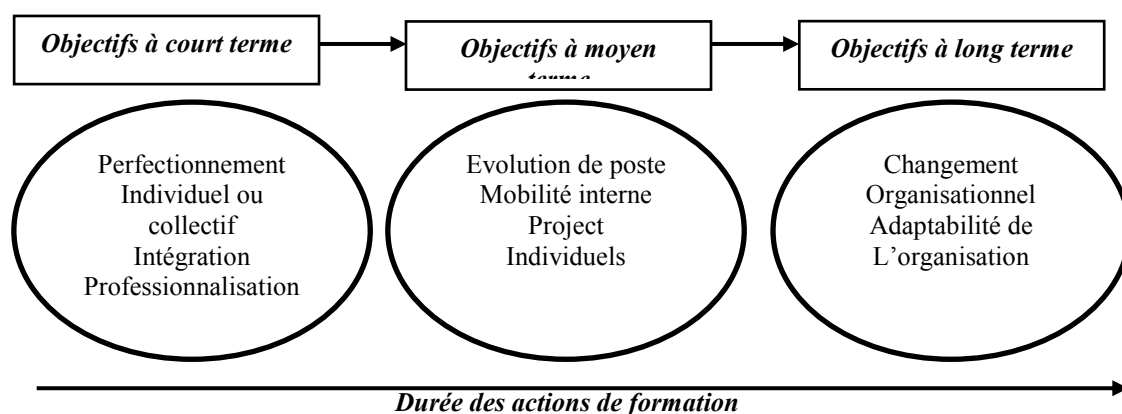 Objectifs à court terme
Objectifs à moyen
terme
Objectifs à long terme
Perfectionnement
Individuel ou
collectif
Intégration
Professionnalisation
Evolution de poste
Mobilité interne
Project
Individuels
Changement
Organisationnel
Adaptabilité de
L’organisation
Durée des actions de formation